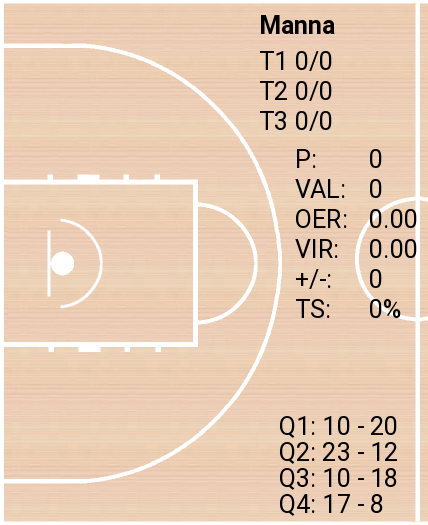 Manna
T1 0/0
T2 0/0
T3 0/0
P: 0
VAL: 0
OER: 0.00
VIR: 0.00
+/-: 0
TS: 0%
Q1: 10 - 20
Q2: 23 - 12
Q3: 10 - 18
Q4: 17 - 8